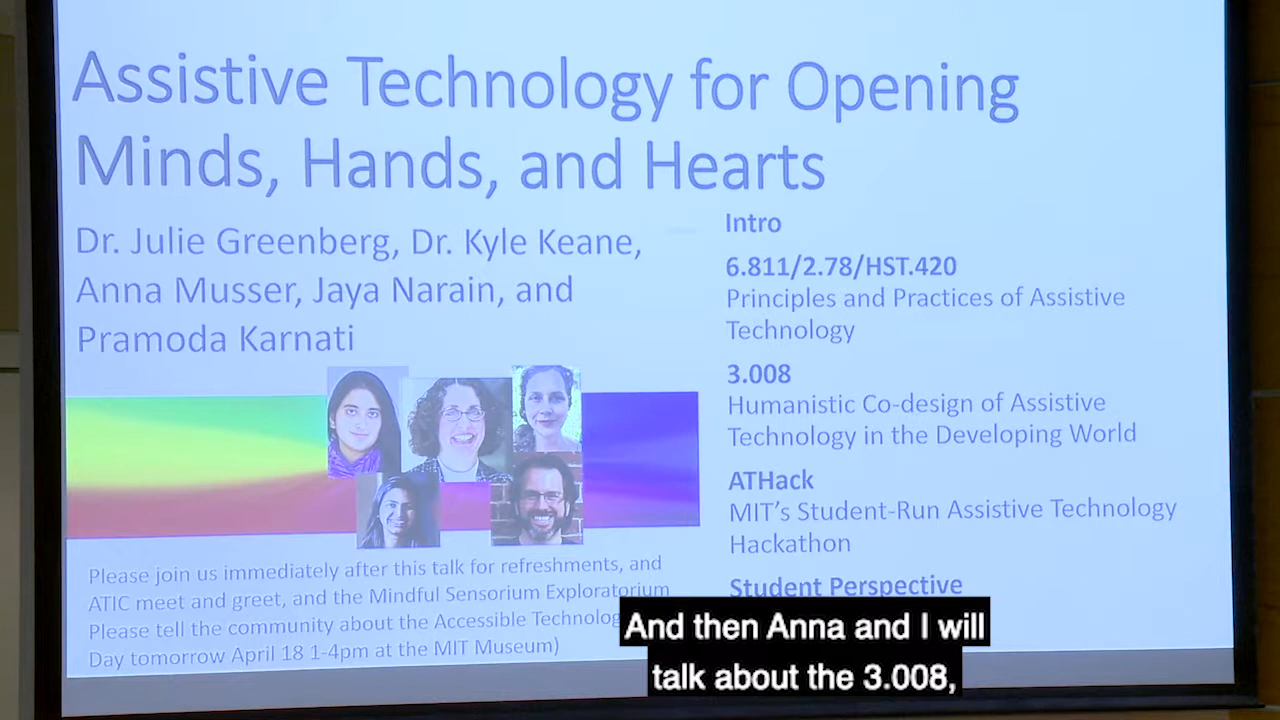 Assistive Technology for Opening
Minds, Hands, and Hearts
Dr. Julie Greenberg, Dr. Kyle Keane,
Anna Musser, Jaya Narain, and
Pramoda Karnati
Please join us immediately after this talk for refreshments, and
ATIC meet and greet, and the Mindful Sensorium Exploratorium
Please tell the community about the Accessible
Day tomorrow April 18 1-4pm at the MIT Museum)
Intro
6.811/2.78/HST.420
Principles and Practices of Assistive
Technology
3.008
Humanistic Co-design of Assistive
Technology in the Developing World
ATHack
MIT's Student-Run Assistive Technology
Hackathon
Student Perspective
And then Anna and I will
talk about the 3.008,